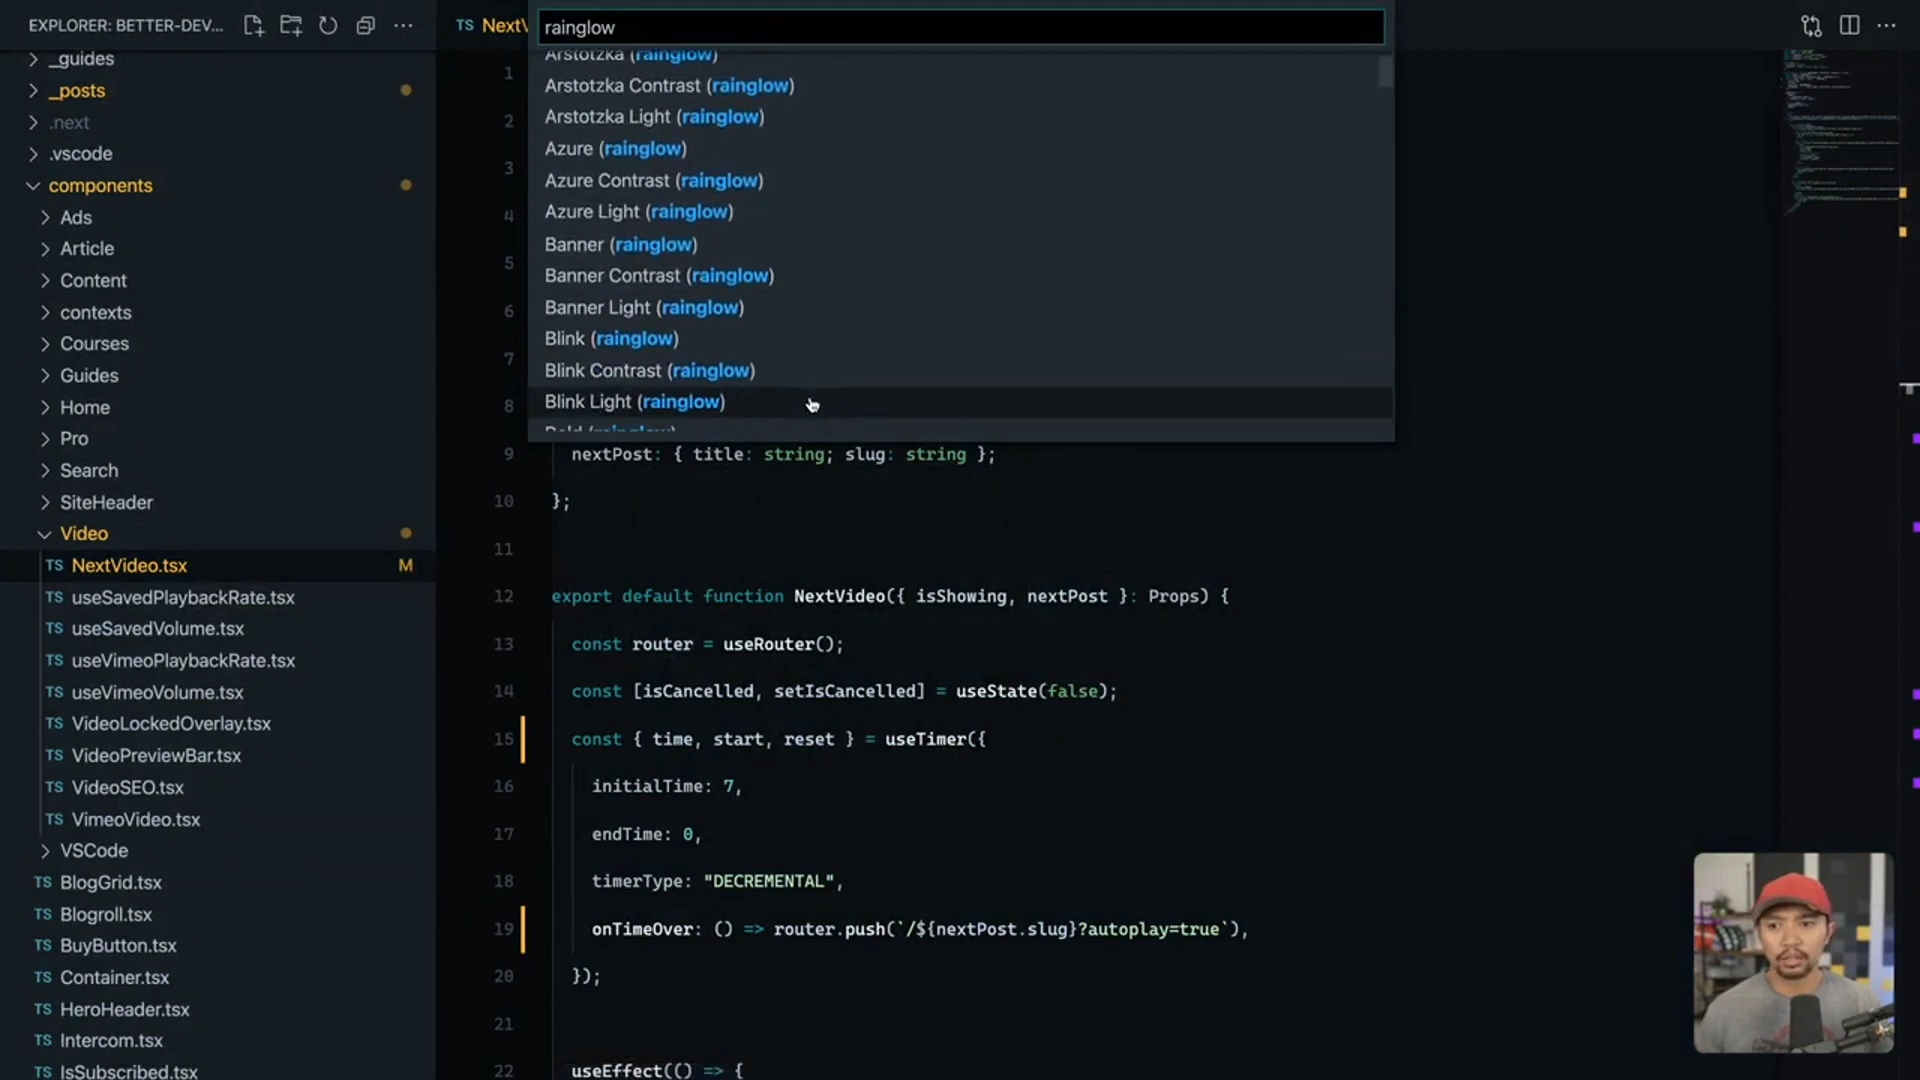 EXPLORER: BETTER-DEV...
_guides
_posts
.next
.vscode
components
Ads
Article
Content
contexts
Courses
Guides
Home
Pro
Search
SiteHeader
Video
TS NextVideo.tsx M
TS useSavedPlaybackRate.tsx
TS useSavedVolume.tsx
TS useVimeoPlaybackRate.tsx
TS useVimeoVolume.tsx
TS VideoLockedOverlay.tsx
TS VideoPreviewBar.tsx
TS VideoSEO.tsx
TS VimeoVideo.tsx
VSCode
TS BlogGrid.tsx
TS Blogroll.tsx
TS BuyButton.tsx
TS Container.tsx
TS HeroHeader.tsx
TS Intercom.tsx
TS IsSubscribed.tsx
TS
rainglow
Arstotzka (rainglow)
Arstotzka Contrast (rainglow)
Arstotzka Light (rainglow)
Azure (rainglow)
Azure Contrast (rainglow)
Azure Light (rainglow)
Banner (rainglow)
Banner Contrast (rainglow)
Banner Light (rainglow)
Blink (rainglow)
Blink Contrast (rainglow)
Blink Light (rainglow)
1
2
3
4
5
6
7
8
9 nextPost: { title: string; slug: string };
10 };
11
12 export default function NextVideo({ isShowing, nextPost }: Props) {
13 const router = useRouter();
14 const [isCancelled, setIsCancelled] = useState(false);
15 const { time, start, reset } = useTimer({
16 initialTime: 7,
17 endTime: 0,
18 timerType: "DECREMENTAL",
19 onTimeOver: () => router.push(`/${nextPost.slug}?autoplay=true`),
20 });
21
22 useEffect(() => {